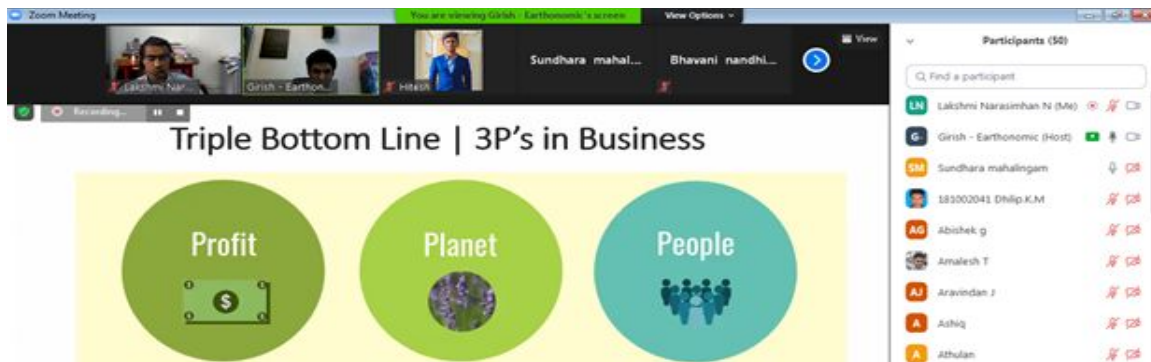 Zoom Meeting
You are viewing Girish - Earthonomic's screen
View Options
View
Lakshmi Nar...
Girish - Earthon...
Hitesh
Sundhara mahal...
Bhavani nandhi...
Recording...
Triple Bottom Line | 3P's in Business
Profit
Planet
People
$
Participants (50)
Find a participant
LN Lakshmi Narasimhan N (Me)
G- Girish - Earthonomic (Host)
SM Sundhara mahalingam
181002041 Dhilip.K.M
AG Abishek g
Amalesh T
AJ Aravindan J
A Ashiq
A Athulan